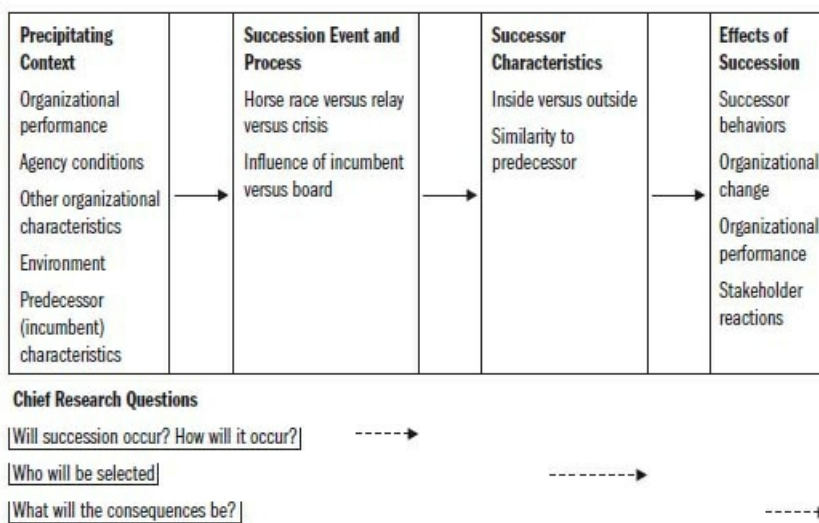 Precipitating
Context
Organizational
performance
Agency conditions
Other organizational
characteristics
Environment
Predecessor
(incumbent)
characteristics
Succession Event and
Process
Horse race versus relay
versus crisis
Influence of incumbent
versus board
Successor
Characteristics
Inside versus outside
Similarity to
predecessor
Effects of
Succession
Successor
behaviors
Organizational
change
Organizational
performance
Stakeholder
reactions
Chief Research Questions
Will succession occur? How will it occur?
Who will be selected
What will the consequences be?